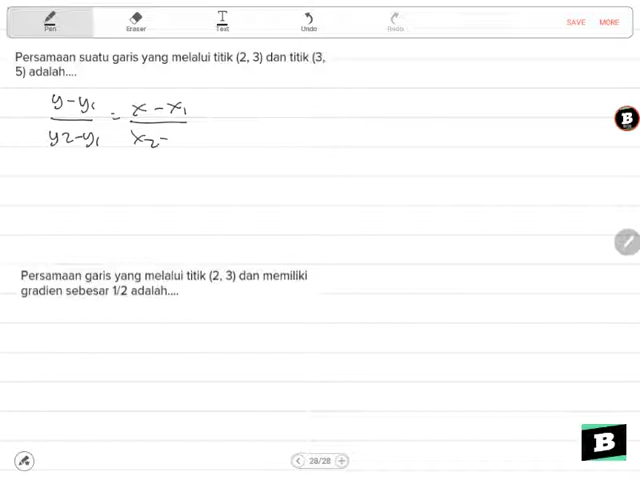 Pen Eraser Text Undo Redo SAVE MORE
Persamaan suatu garis yang melalui titik (2, 3) dan titik (3,
5) adalah....
y-y₁ / y2-y₁ = x-x₁ / x₂-
B
Persamaan garis yang melalui titik (2, 3) dan memiliki
gradien sebesar 1/2 adalah....
B
28/28